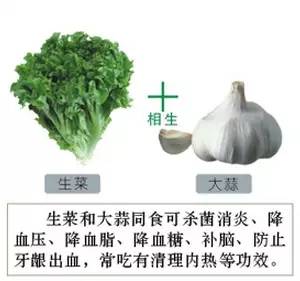 相生
生菜
大蒜
生菜和大蒜同食可杀菌消炎、降
血压、降血脂、降血糖、补脑、防止
牙龈出血，常吃有清理内热等功效。